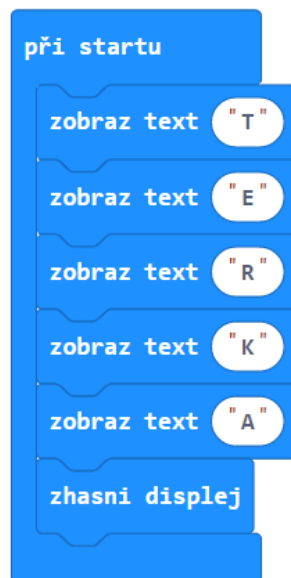 při startu
zobraz text "T"
zobraz text "E"
zobraz text "R"
zobraz text "K"
zobraz text "A"
zhasni displej